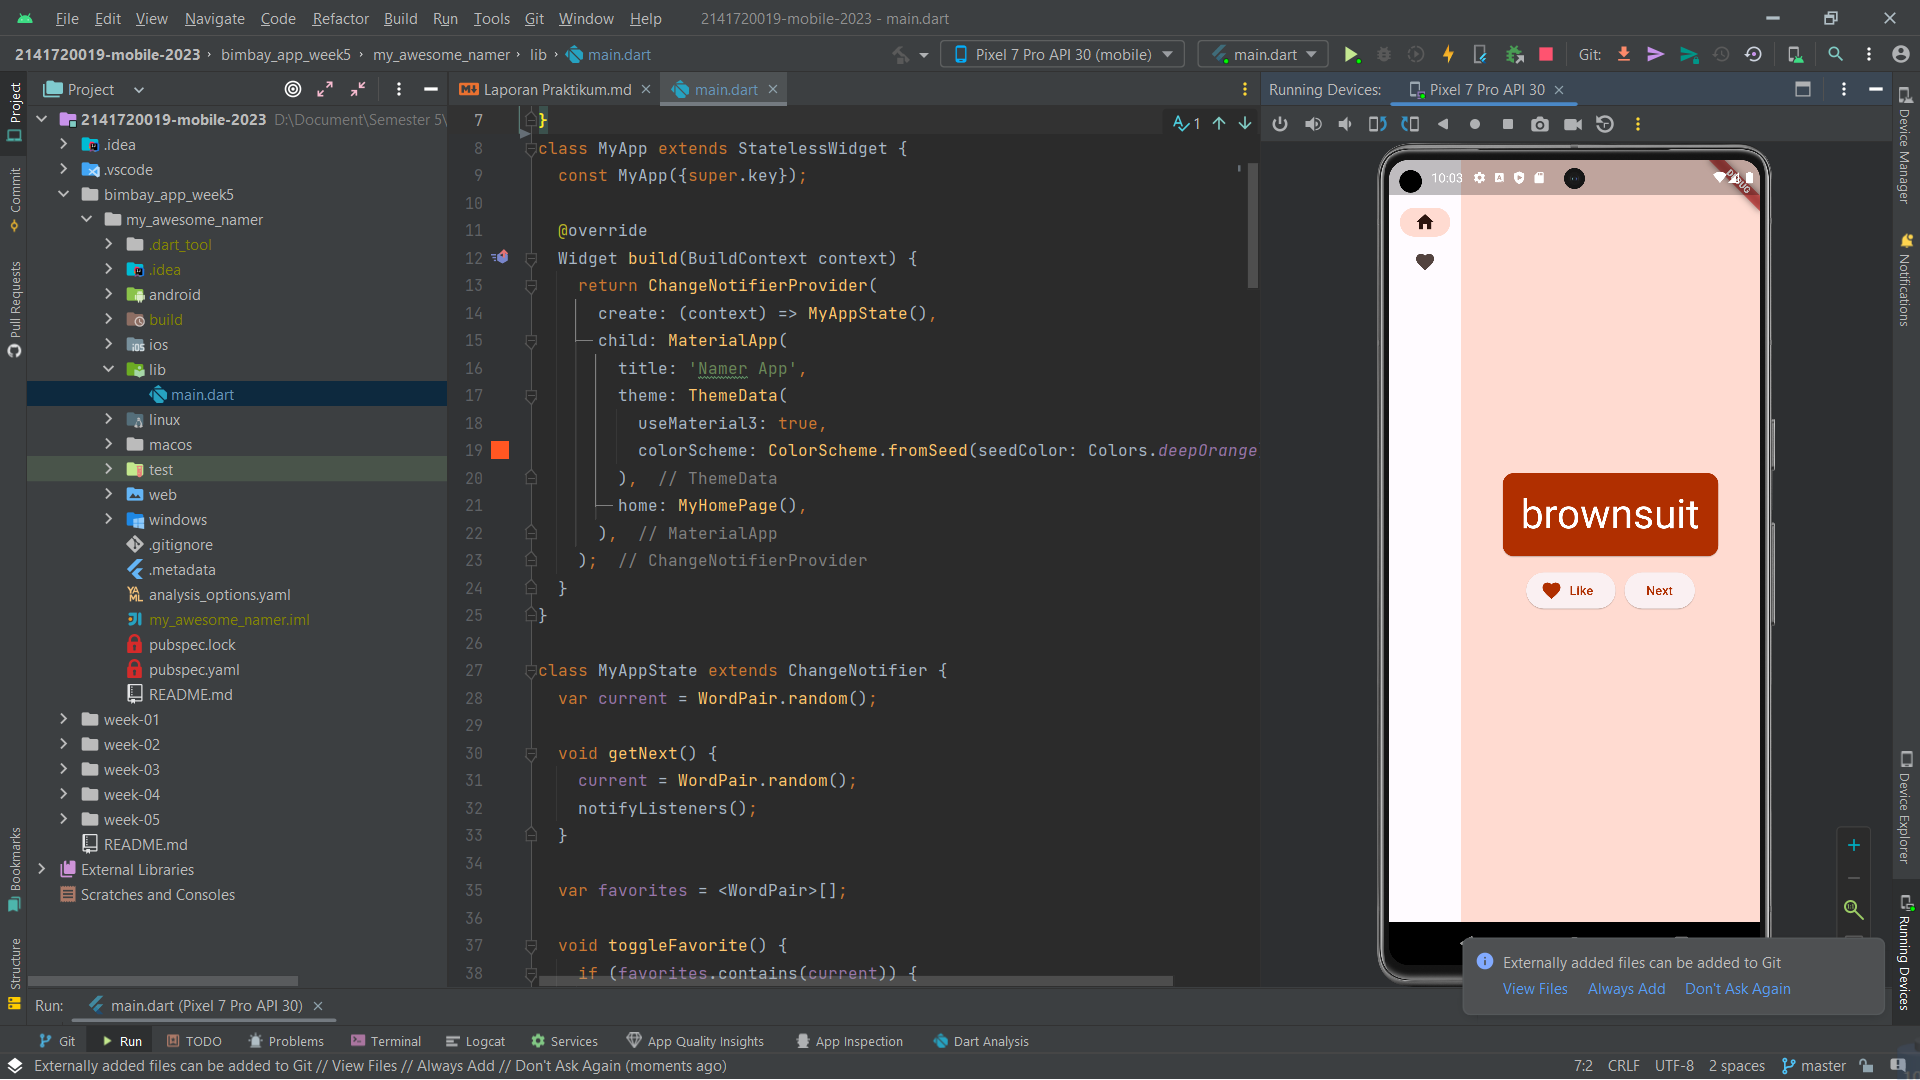 File Edit View Navigate Code Refactor Build Run Tools Git Window Help 2141720019-mobile-2023 - main.dart
2141720019-mobile-2023 bimbay_app_week5 my_awesome_namer lib main.dart Pixel 7 Pro API 30 (mobile) main.dart Git:
Project Laporan Praktikum.md main.dart Running Devices: Pixel 7 Pro API 30
2141720019-mobile-2023 D:\Document\Semester 5\
.idea
.vscode
bimbay_app_week5
my_awesome_namer
.dart_tool
.idea
android
build
ios
lib
main.dart
linux
macos
test
web
windows
.gitignore
.metadata
analysis_options.yaml
my_awesome_namer.iml
pubspec.lock
pubspec.yaml
README.md
week-01
week-02
week-03
week-04
week-05
README.md
External Libraries
Scratches and Consoles
Project
Commit
Pull Requests
Bookmarks
Structure
1
7 }
8 class MyApp extends StatelessWidget {
9 const MyApp({super.key});
10
11 @override
12 Widget build(BuildContext context) {
13 return ChangeNotifierProvider(
14 create: (context) => MyAppState(),
15 child: MaterialApp(
16 title: 'Namer App',
17 theme: ThemeData(
18 useMaterial3: true,
19 colorScheme: ColorScheme.fromSeed(seedColor: Colors.deepOrange
20 ), // ThemeData
21 home: MyHomePage(),
22 ), // MaterialApp
23 ); // ChangeNotifierProvider
24 }
25 }
26
27 class MyAppState extends ChangeNotifier {
28 var current = WordPair.random();
29
30 void getNext() {
31 current = WordPair.random();
32 notifyListeners();
33 }
34
35 var favorites = <WordPair>[];
36
37 void toggleFavorite() {
38 if (favorites.contains(current)) {
10:03
DEBUG
brownsuit
Like Next
Device Manager
Notifications
Device Explorer
Running Devices
Externally added files can be added to Git
View Files Always Add Don't Ask Again
Run: main.dart (Pixel 7 Pro API 30)
Git Run TODO Problems Terminal Logcat Services App Quality Insights App Inspection Dart Analysis
Externally added files can be added to Git // View Files // Always Add // Don't Ask Again (moments ago) 7:2 CRLF UTF-8 2 spaces master